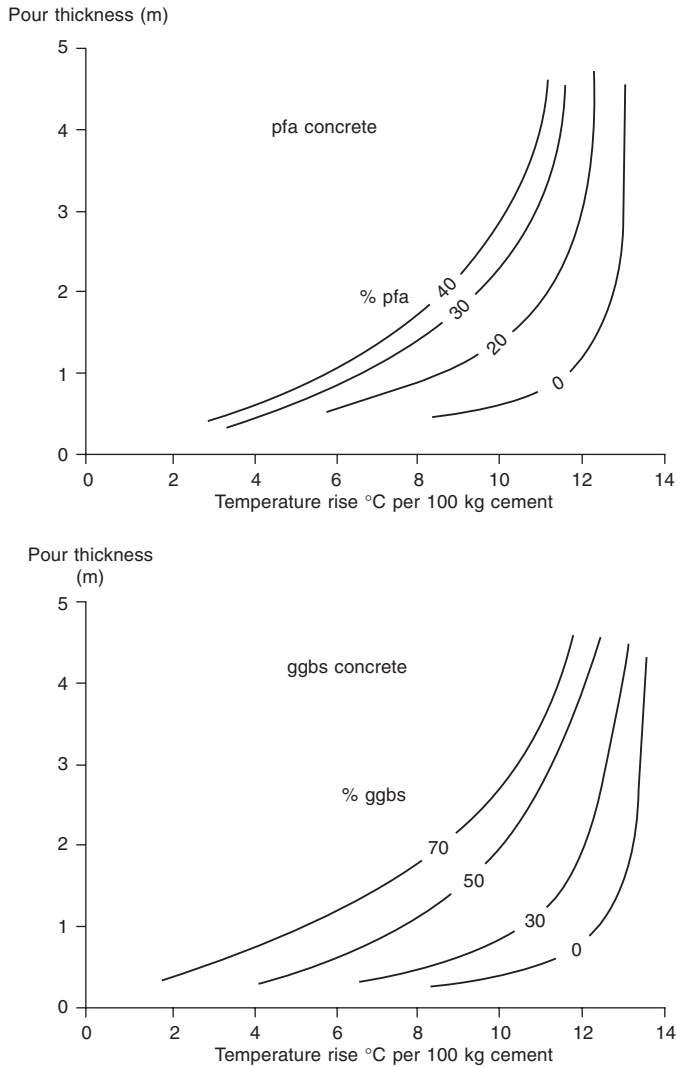 Pour thickness (m)
5
pfa concrete
4
3
% pfa
40
30
2
20
1
0
0
0 2 4 6 8 10 12 14
Temperature rise °C per 100 kg cement
Pour thickness
(m)
5
ggbs concrete
4
3
% ggbs
70
2
50
30
1
0
0
0 2 4 6 8 10 12 14
Temperature rise °C per 100 kg cement